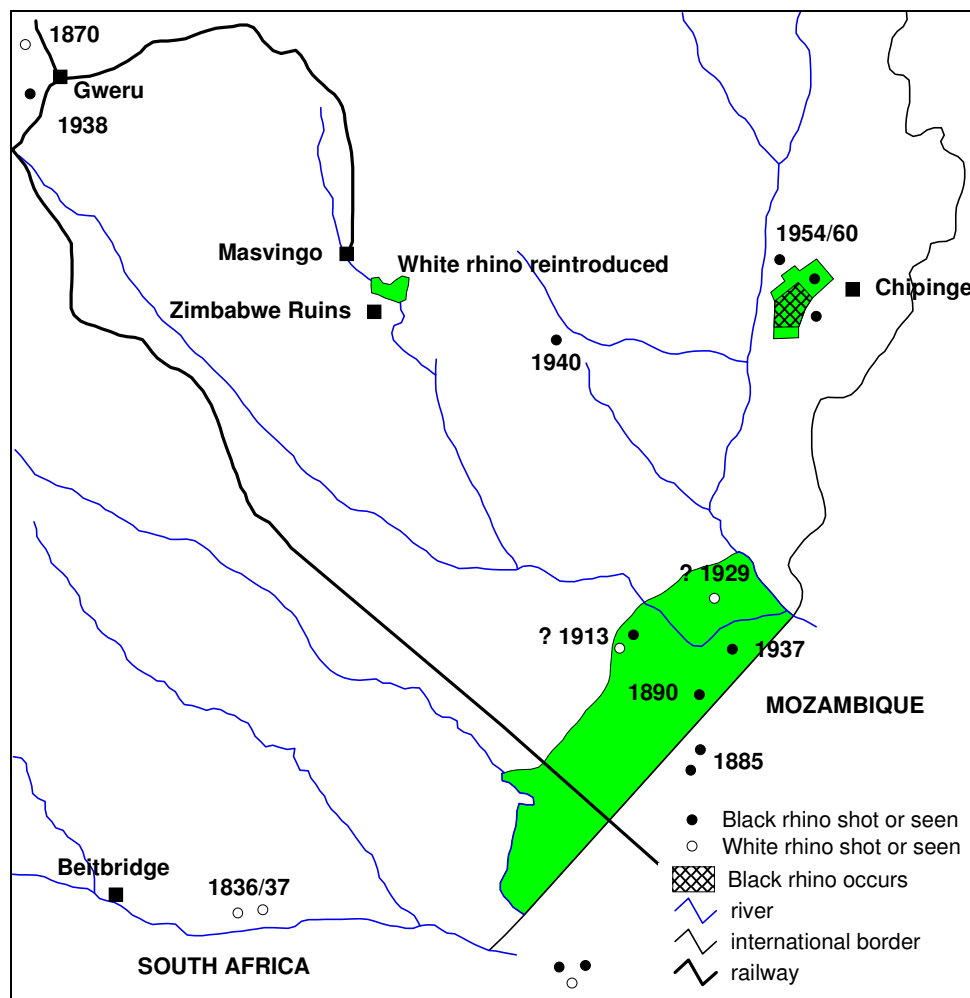 1870
Gweru
1938
1954/60
Masvingo
White rhino reintroduced
Chipinge
Zimbabwe Ruins
1940
? 1929
? 1913
1937
1890
MOZAMBIQUE
1885
Black rhino shot or seen
White rhino shot or seen
Beitbridge
Black rhino occurs
1836/37
river
international border
SOUTH AFRICA
railway